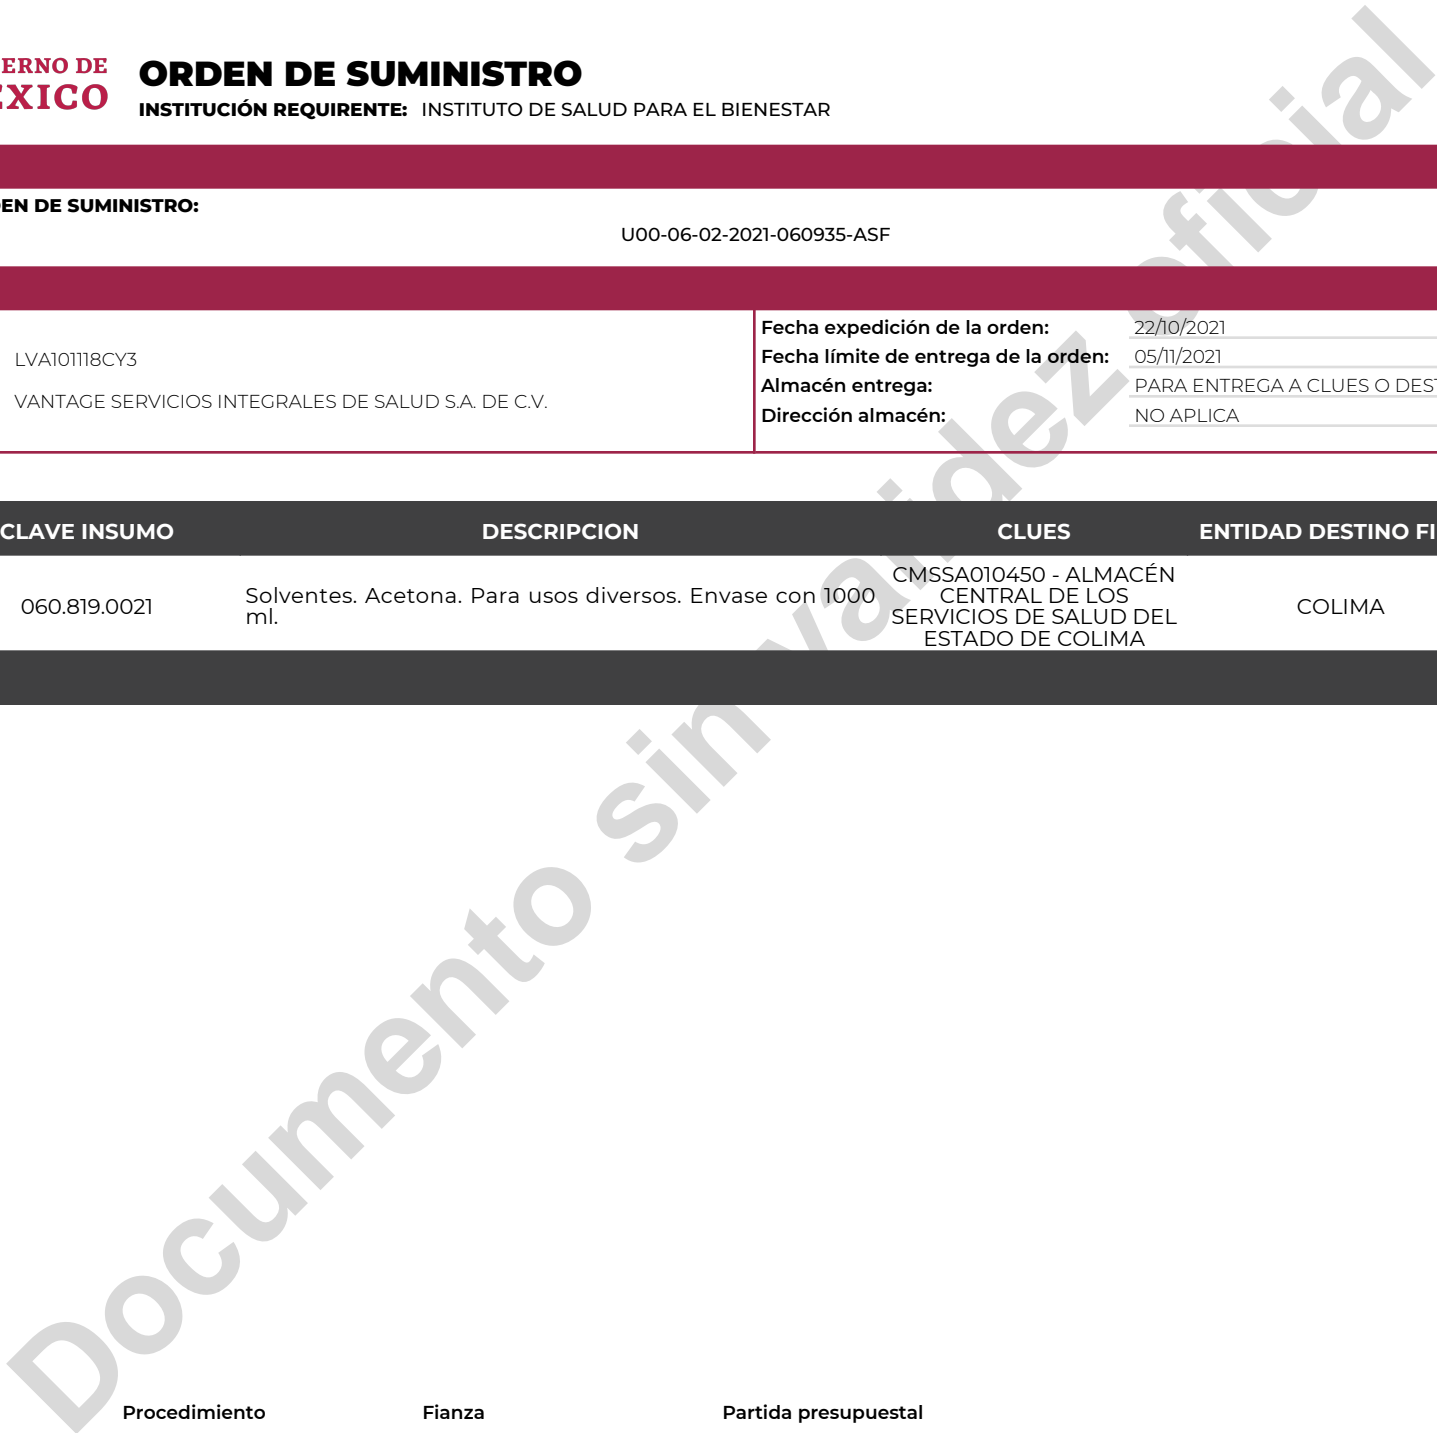 ERNO DE
ORDEN DE SUMINISTRO
EXICO
INSTITUCIÓN REQUIRENTE: INSTITUTO DE SALUD PARA EL BIENESTAR
EN DE SUMINISTRO:
U00-06-02-2021-060935-ASF
LVA101118CY3
VANTAGE SERVICIOS INTEGRALES DE SALUD S.A. DE C.V.
Fecha expedición de la orden: 22/10/2021
Fecha límite de entrega de la orden: 05/11/2021
Almacén entrega: PARA ENTREGA A CLUES O DEST
Dirección almacén: NO APLICA
CLAVE INSUMO DESCRIPCION CLUES ENTIDAD DESTINO FI
060.819.0021
Solventes. Acetona. Para usos diversos. Envase con 1000
ml.
CMSSA010450 - ALMACÉN
CENTRAL DE LOS
SERVICIOS DE SALUD DEL
ESTADO DE COLIMA
COLIMA
Documento sin validez oficial
Procedimiento Fianza Partida presupuestal